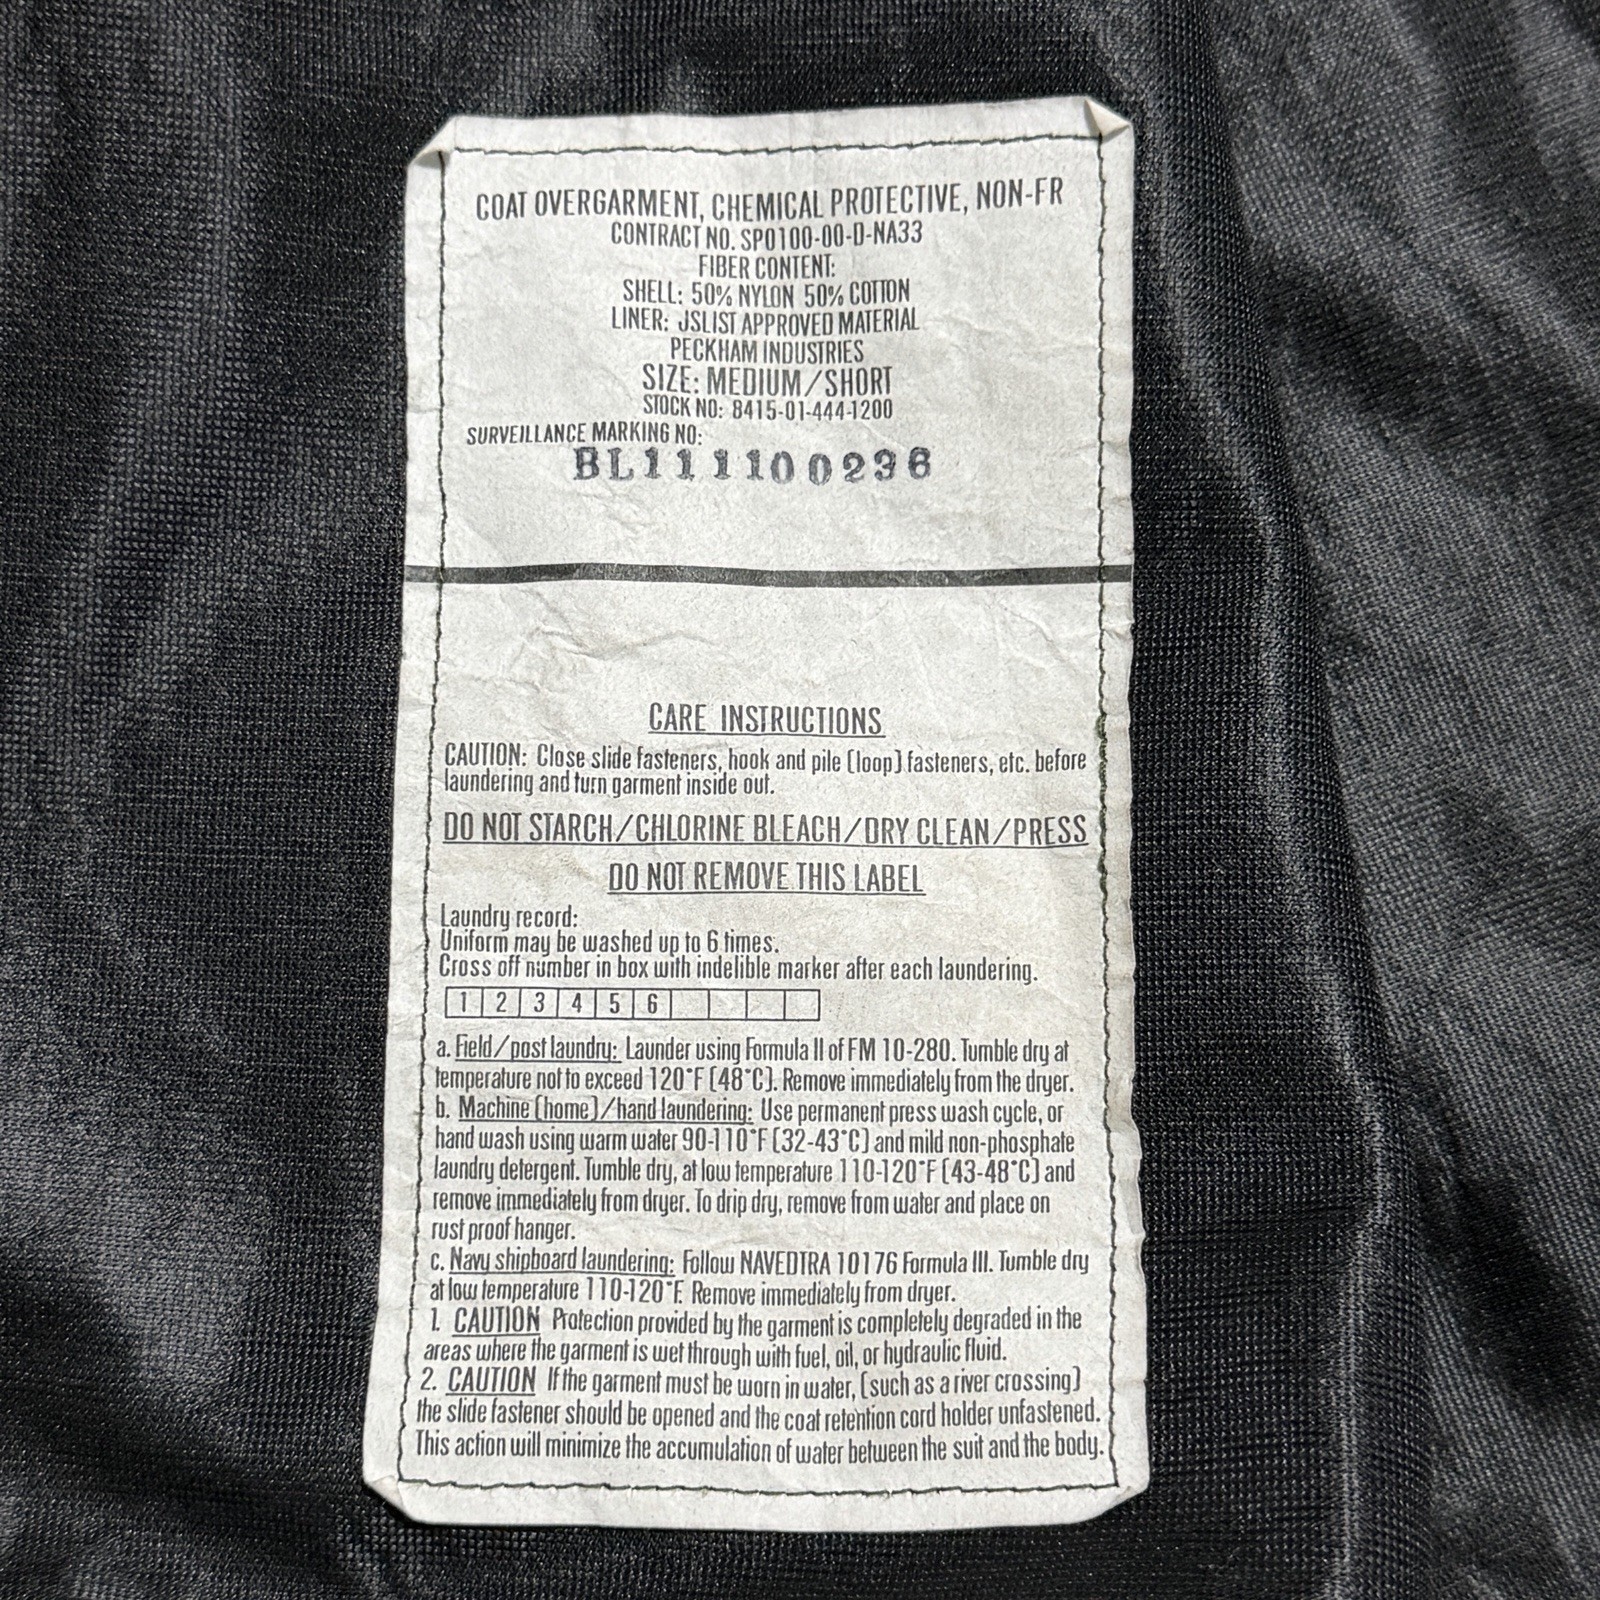 COAT OVERGARMENT, CHEMICAL PROTECTIVE, NON-FR
CONTRACT NO. SP0100-00-D-NA33
FIBER CONTENT:
SHELL: 50% NYLON 50% COTTON
LINER: JSLIST APPROVED MATERIAL
PECKHAM INDUSTRIES
SIZE: MEDIUM/SHORT
STOCK NO: 8415-01-444-1200
SURVEILLANCE MARKING NO:
BL111100236
CARE INSTRUCTIONS
CAUTION: Close slide fasteners, hook and pile (loop) fasteners, etc. before
laundering and turn garment inside out.
DO NOT STARCH/CHLORINE BLEACH/DRY CLEAN/PRESS
DO NOT REMOVE THIS LABEL
Laundry record:
Uniform may be washed up to 6 times.
Cross off number in box with indelible marker after each laundering.
1 2 3 4 5 6
a. Field/post laundry: Launder using Formula II of FM 10-280. Tumble dry at
temperature not to exceed 120°F (48°C). Remove immediately from the dryer.
b. Machine (home)/hand laundering: Use permanent press wash cycle, or
hand wash using warm water 90-110°F (32-43°C) and mild non-phosphate
laundry detergent. Tumble dry, at low temperature 110-120°F (43-48°C) and
remove immediately from dryer. To drip dry, remove from water and place on
rust proof hanger.
c. Navy shipboard laundering: Follow NAVEDTRA 10176 Formula III. Tumble dry
at low temperature 110-120°F. Remove immediately from dryer.
1. CAUTION Protection provided by the garment is completely degraded in the
areas where the garment is wet through with fuel, oil, or hydraulic fluid.
2. CAUTION If the garment must be worn in water, (such as a river crossing)
the slide fastener should be opened and the coat retention cord holder unfastened.
This action will minimize the accumulation of water between the suit and the body.